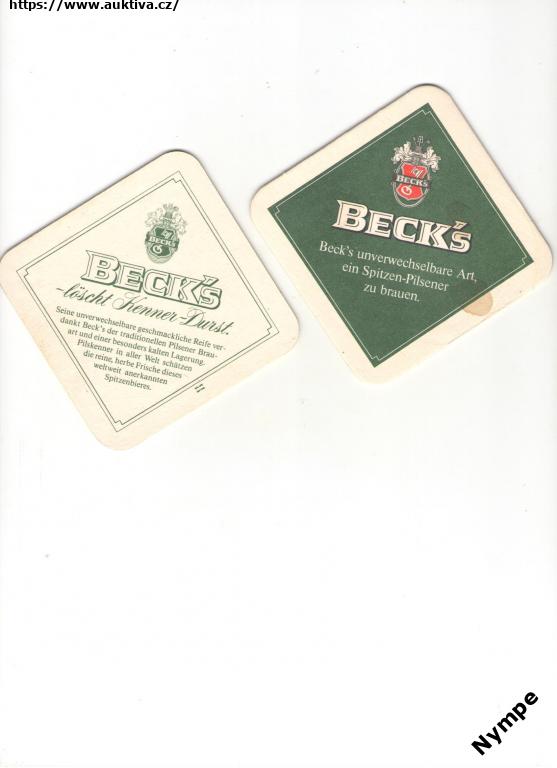 https://www.auktiva.cz/
BECK's
BECK's
-löscht Kenner-Durst.
Seine unverwechselbare geschmackliche Reife ver-
dankt Beck's der traditionellen Pilsener Brau-
art und einer besonders kalten Lagerung.
Pilskenner in aller Welt schätzen
die reine, herbe Frische dieses
weltweit anerkannten
Spitzenbieres.
BECK's
BECK's
Beck's unverwechselbare Art,
ein Spitzen-Pilsener
zu brauen.
Nympe